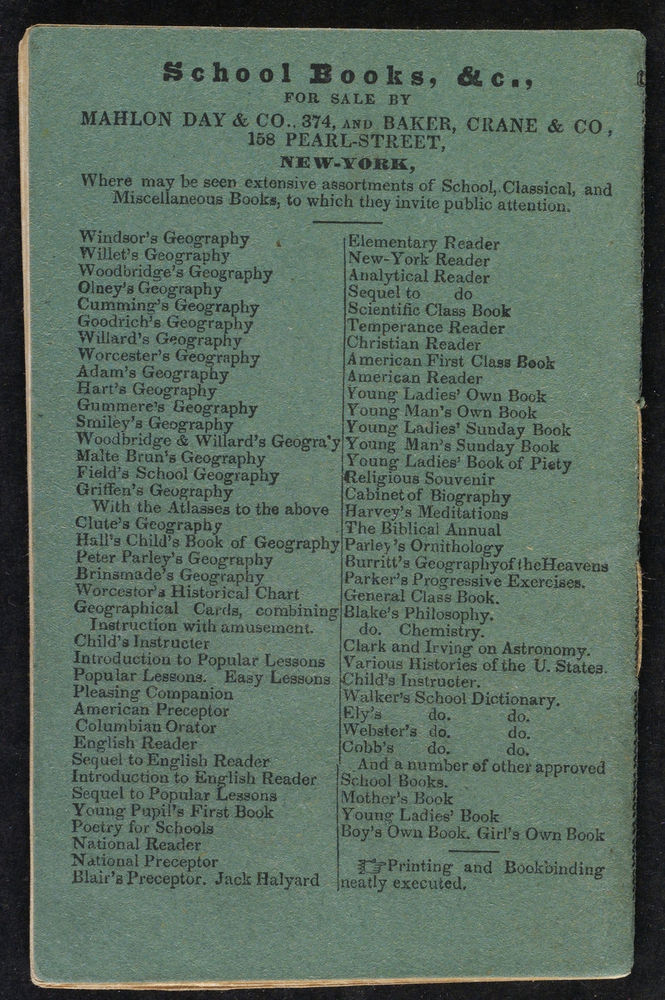 School Books, &c.,
FOR SALE BY
MAHLON DAY & CO., 374, AND BAKER, CRANE & CO,
158 PEARL-STREET,
NEW-YORK,
Where may be seen extensive assortments of School, Classical, and
Miscellaneous Books, to which they invite public attention.
Windsor's Geography
Willet's Geography
Woodbridge's Geography
Olney's Geography
Cumming's Geography
Goodrich's Geography
Willard's Geography
Worcester's Geography
Adam's Geography
Hart's Geography
Gummere's Geography
Smiley's Geography
Woodbridge & Willard's Geogra'y
Malte Brun's Geography
Field's School Geography
Griffen's Geography
With the Atlasses to the above
Clute's Geography
Hall's Child's Book of Geography
Peter Parley's Geography
Brinsmade's Geography
Worcestor's Historical Chart
Geographical Cards, combining
Instruction with amusement.
Child's Instructer
Introduction to Popular Lessons
Popular Lessons. Easy Lessons
Pleasing Companion
American Preceptor
Columbian Orator
English Reader
Sequel to English Reader
Introduction to English Reader
Sequel to Popular Lessons
Young Pupil's First Book
Poetry for Schools
National Reader
National Preceptor
Blair's Preceptor. Jack Halyard
Elementary Reader
New-York Reader
Analytical Reader
Sequel to do
Scientific Class Book
Temperance Reader
Christian Reader
American First Class Book
American Reader
Young Ladies' Own Book
Young Man's Own Book
Young Ladies' Sunday Book
Young Man's Sunday Book
Young Ladies' Book of Piety
Religious Souvenir
Cabinet of Biography
Harvey's Meditations
The Biblical Annual
Parley's Ornithology
Burritt's Geography of the Heavens
Parker's Progressive Exercises.
General Class Book.
Blake's Philosophy.
do. Chemistry.
Clark and Irving on Astronomy.
Various Histories of the U. States.
Child's Instructer.
Walker's School Dictionary.
Ely's do. do.
Webster's do. do.
Cobb's do. do.
And a number of other approved
School Books.
Mother's Book
Young Ladies' Book
Boy's Own Book. Girl's Own Book
☞Printing and Bookbinding
neatly executed.